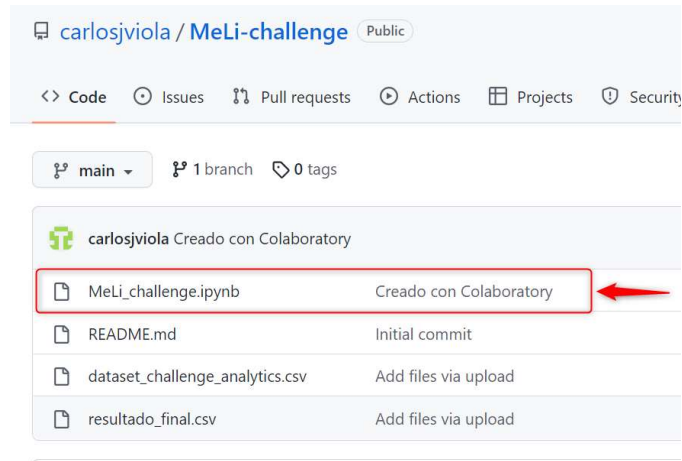 carlosjviola / MeLi-challenge Public
<> Code Issues Pull requests Actions Projects Security
main 1 branch 0 tags
carlosjviola Creado con Colaboratory
MeLi_challenge.ipynb Creado con Colaboratory
README.md Initial commit
dataset_challenge_analytics.csv Add files via upload
resultado_final.csv Add files via upload